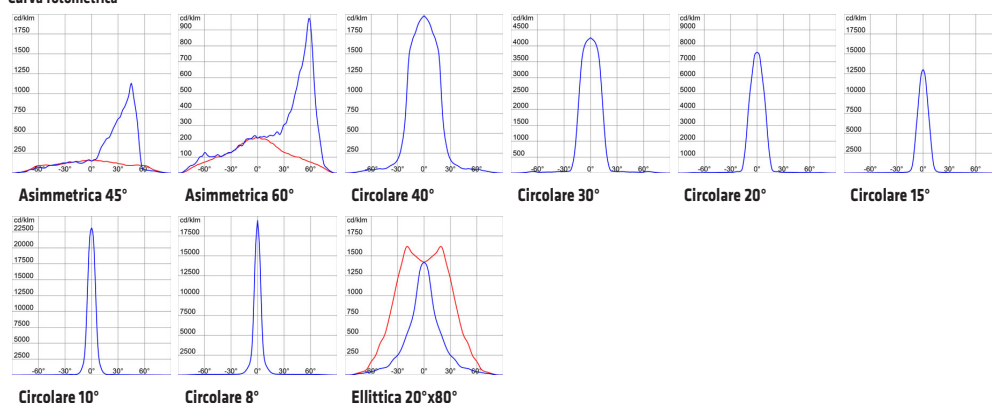 Curva fotometrica
cd/klm
1750
1500
1250
1000
750
500
250
-60° -30° 0° 30° 60°
Asimmetrica 45°
cd/klm
900
800
700
600
500
400
300
200
100
-60° -30° 0° 30° 60°
Asimmetrica 60°
cd/klm
1750
1500
1250
1000
750
500
250
-60° -30° 0° 30° 60°
Circolare 40°
cd/klm
4500
4000
3500
3000
2500
2000
1500
1000
500
-60° -30° 0° 30° 60°
Circolare 30°
cd/klm
9000
8000
7000
6000
5000
4000
3000
2000
1000
-60° -30° 0° 30° 60°
Circolare 20°
cd/klm
17500
15000
12500
10000
7500
5000
2500
-60° -30° 0° 30° 60°
Circolare 15°
cd/klm
22500
20000
17500
15000
12500
10000
7500
5000
2500
-60° -30° 0° 30° 60°
Circolare 10°
cd/klm
17500
15000
12500
10000
7500
5000
2500
-60° -30° 0° 30° 60°
Circolare 8°
cd/klm
1750
1500
1250
1000
750
500
250
-60° -30° 0° 30° 60°
Ellittica 20°x80°